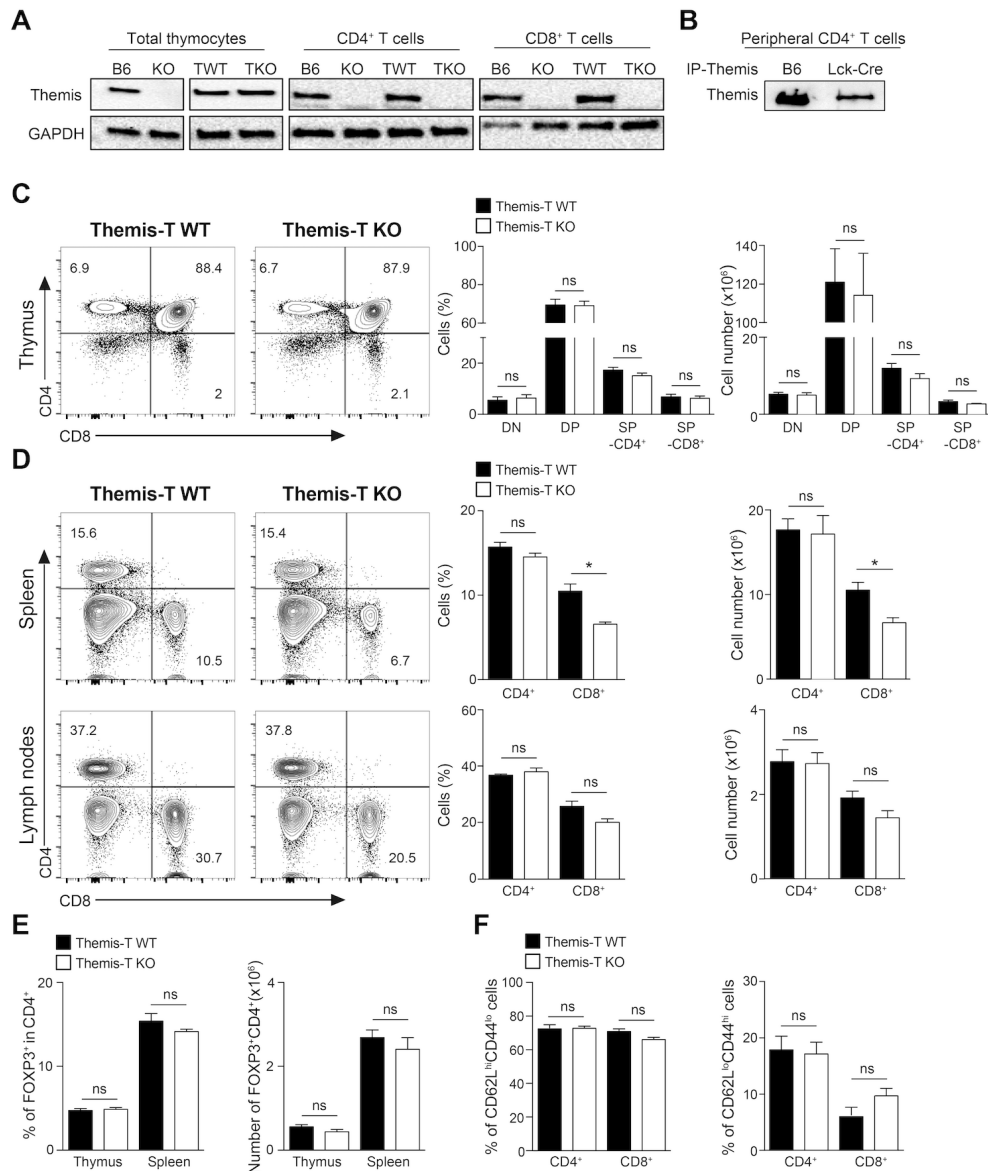 A
Total thymocytes CD4⁺ T cells CD8⁺ T cells
B6 KO TWT TKO B6 KO TWT TKO B6 KO TWT TKO
Themis
GAPDH
B
Peripheral CD4⁺ T cells
IP-Themis B6 Lck-Cre
Themis
C
Themis-T WT Themis-T KO
6.9 88.4 6.7 87.9
2 2.1
Thymus
CD4
CD8
Themis-T WT
Themis-T KO
Cells (%)
100
80
60
20
0
ns ns ns ns
DN DP SP SP
-CD4⁺ -CD8⁺
Cell number (x10⁶)
140
120
100
10
0
ns ns ns ns
DN DP SP SP
-CD4⁺ -CD8⁺
D
Themis-T WT Themis-T KO
15.6 15.4
10.5 6.7
Spleen
37.2 37.8
30.7 20.5
Lymph nodes
CD4
CD8
Themis-T WT
Themis-T KO
Cells (%)
20
10
0
ns *
CD4⁺ CD8⁺
Cell number (x10⁶)
20
10
0
ns *
CD4⁺ CD8⁺
Cells (%)
60
40
20
0
ns ns
CD4⁺ CD8⁺
Cell number (x10⁶)
4
2
0
ns ns
CD4⁺ CD8⁺
E
Themis-T WT
Themis-T KO
% of FOXP3⁺ in CD4⁺
20
10
0
ns ns
Thymus Spleen
Number of FOXP3⁺CD4⁺(x10⁶)
4
2
0
ns ns
Thymus Spleen
F
Themis-T WT
Themis-T KO
% of CD62LʰⁱCD44ˡᵒ cells
100
80
60
40
20
0
ns ns
CD4⁺ CD8⁺
% of CD62LˡᵒCD44ʰⁱ cells
30
20
10
0
ns ns
CD4⁺ CD8⁺